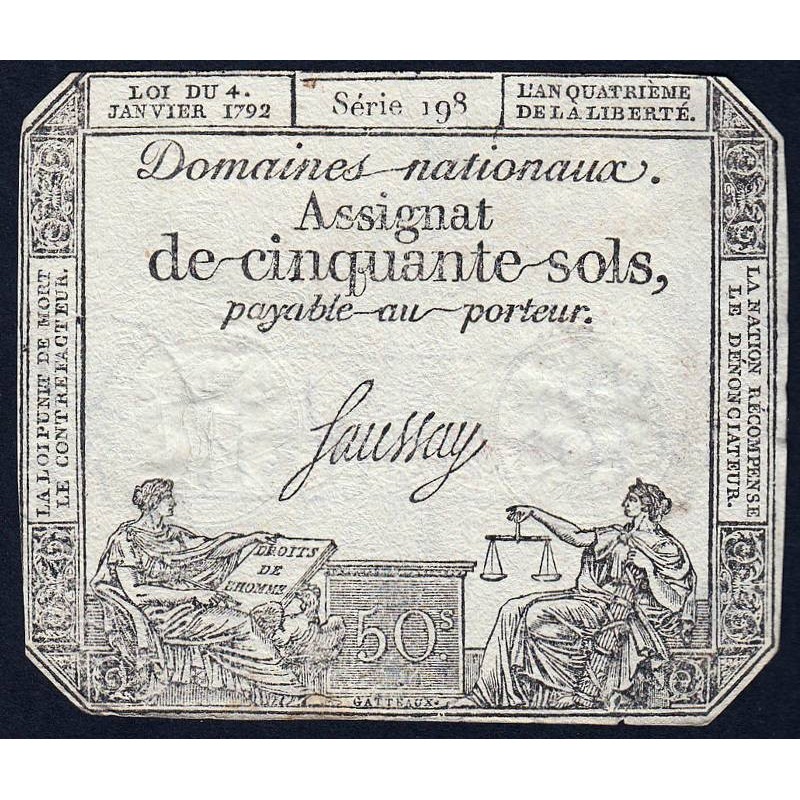 LOI DU 4.
JANVIER 1792
Série 198
L'AN QUATRIÈME
DE LA LIBERTÉ.
Domaines nationaux.
Assignat
de cinquante sols,
payable au porteur.
LA LOI PUNIT DE MORT
LE CONTREFACTEUR.
LA NATION RÉCOMPENSE
LE DÉNONCIATEUR.
Saussay
DROITS
DE
L'HOMME
50s.
GATTEAUX.